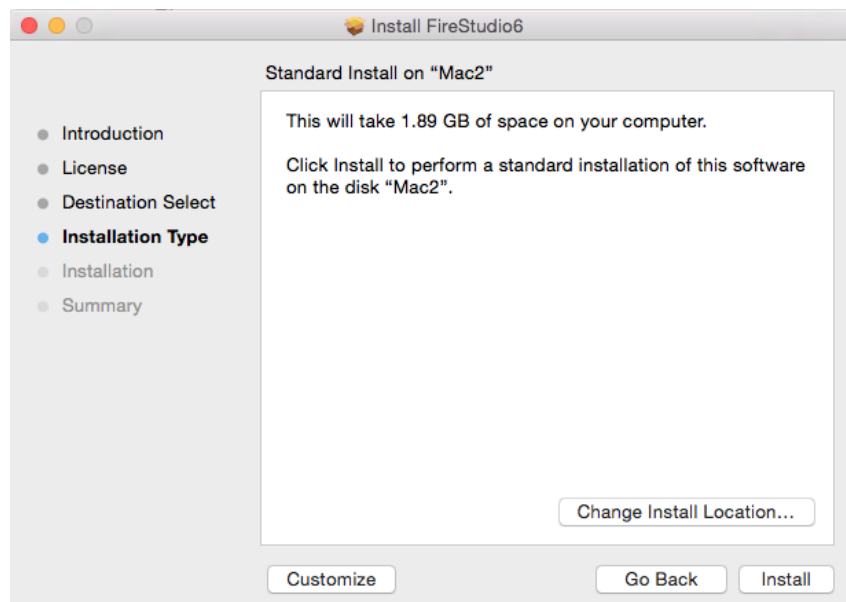 Install FireStudio6
Standard Install on “Mac2”
Introduction
License
Destination Select
Installation Type
Installation
Summary
This will take 1.89 GB of space on your computer.
Click Install to perform a standard installation of this software
on the disk “Mac2”.
Change Install Location...
Customize
Go Back
Install